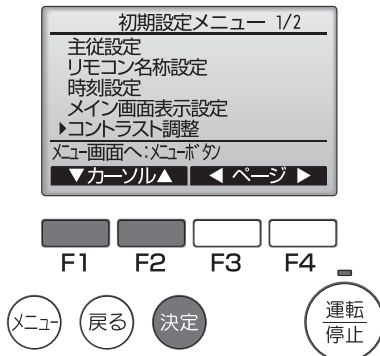 初期設定メニュー 1/2
主従設定
リモコン名称設定
時刻設定
メイン画面表示設定
▶コントラスト調整
ﾒﾆｭｰ画面へ:ﾒﾆｭｰﾎﾞﾀﾝ
▼カーソル▲ ◀ ページ ▶
F1 F2 F3 F4
メニュー 戻る 決定
運転
停止